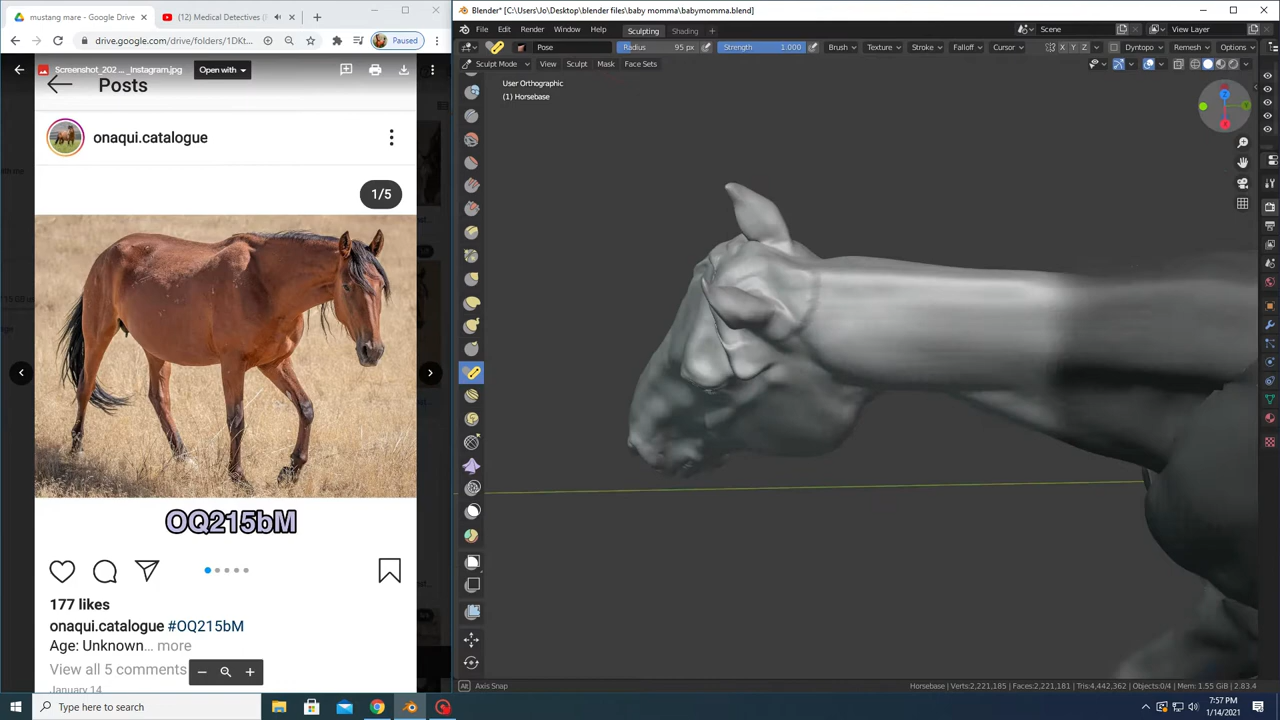 mustang mare - Google Drive
(12) Medical Detectives (F
drive.google.com/drive/folders/1DKt
Paused
Screenshot_202 ... _Instagram.jpg
Open with
Posts
onaqui.catalogue
1/5
OQ215bM
177 likes
onaqui.catalogue #OQ215bM
Age: Unknown... more
View all 5 comments
January 14
Blender* [C:\Users\Jo\Desktop\blender files\baby momma\babymomma.blend]
File Edit Render Window Help Sculpting Shading Scene View Layer
Pose Radius 95 px Strength 1.000 Brush Texture Stroke Falloff Cursor X Y Z Dyntopo Remesh Options
Sculpt Mode View Sculpt Mask Face Sets
User Orthographic
(1) Horsebase
Alt Axis Snap
Horsebase | Verts:2,221,185 | Faces:2,221,181 | Tris:4,442,362 | Objects:0/4 | Mem: 1.55 GiB | 2.83.4
Type here to search
7:57 PM
1/14/2021